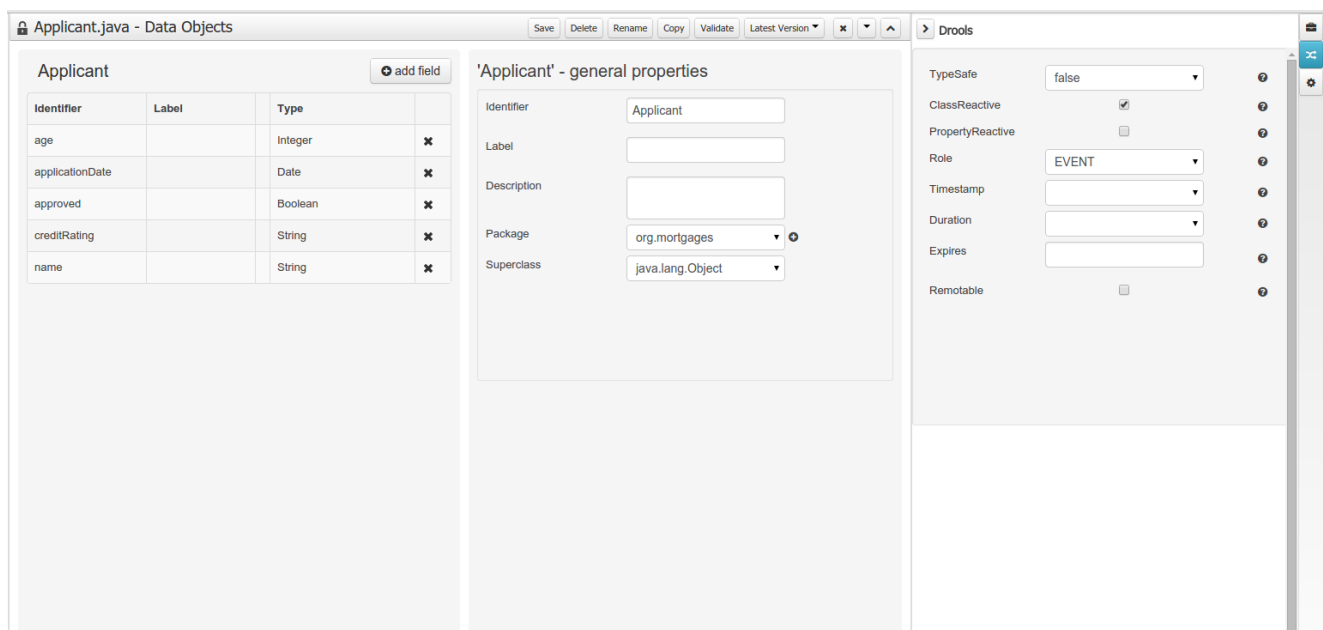 Applicant.java - Data Objects
Save Delete Rename Copy Validate Latest Version
Drools
Applicant
add field
Identifier Label Type
age Integer
applicationDate Date
approved Boolean
creditRating String
name String
'Applicant' - general properties
Identifier Applicant
Label
Description
Package org.mortgages
Superclass java.lang.Object
TypeSafe false
ClassReactive
PropertyReactive
Role EVENT
Timestamp
Duration
Expires
Remotable